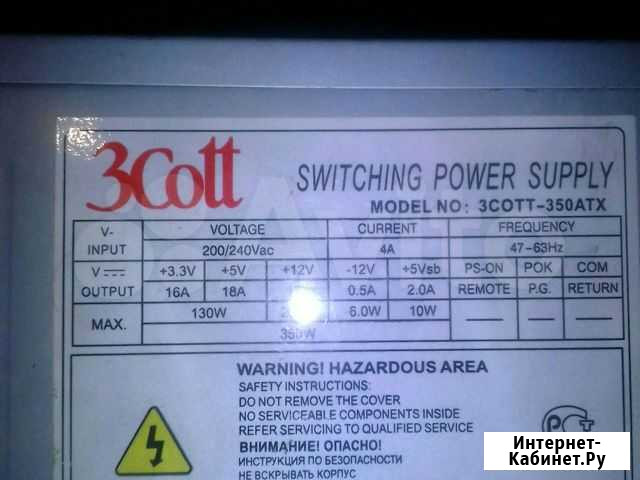 3Cott SWITCHING POWER SUPPLY
MODEL NO: 3COTT-350ATX
V- INPUT VOLTAGE CURRENT FREQUENCY
200/240Vac 4A 47-63Hz
V OUTPUT +3.3V +5V +12V -12V +5Vsb PS-ON POK COM
16A 18A 0.5A 2.0A REMOTE P.G. RETURN
MAX. 130W 6.0W 10W — — —
350W
WARNING! HAZARDOUS AREA
SAFETY INSTRUCTIONS:
DO NOT REMOVE THE COVER
NO SERVICEABLE COMPONENTS INSIDE
REFER SERVICING TO QUALIFIED SERVICE
ВНИМАНИЕ! ОПАСНО!
ИНСТРУКЦИЯ ПО БЕЗОПАСНОСТИ
НЕ ВСКРЫВАТЬ КОРПУС
Интернет-
Кабинет.Ру